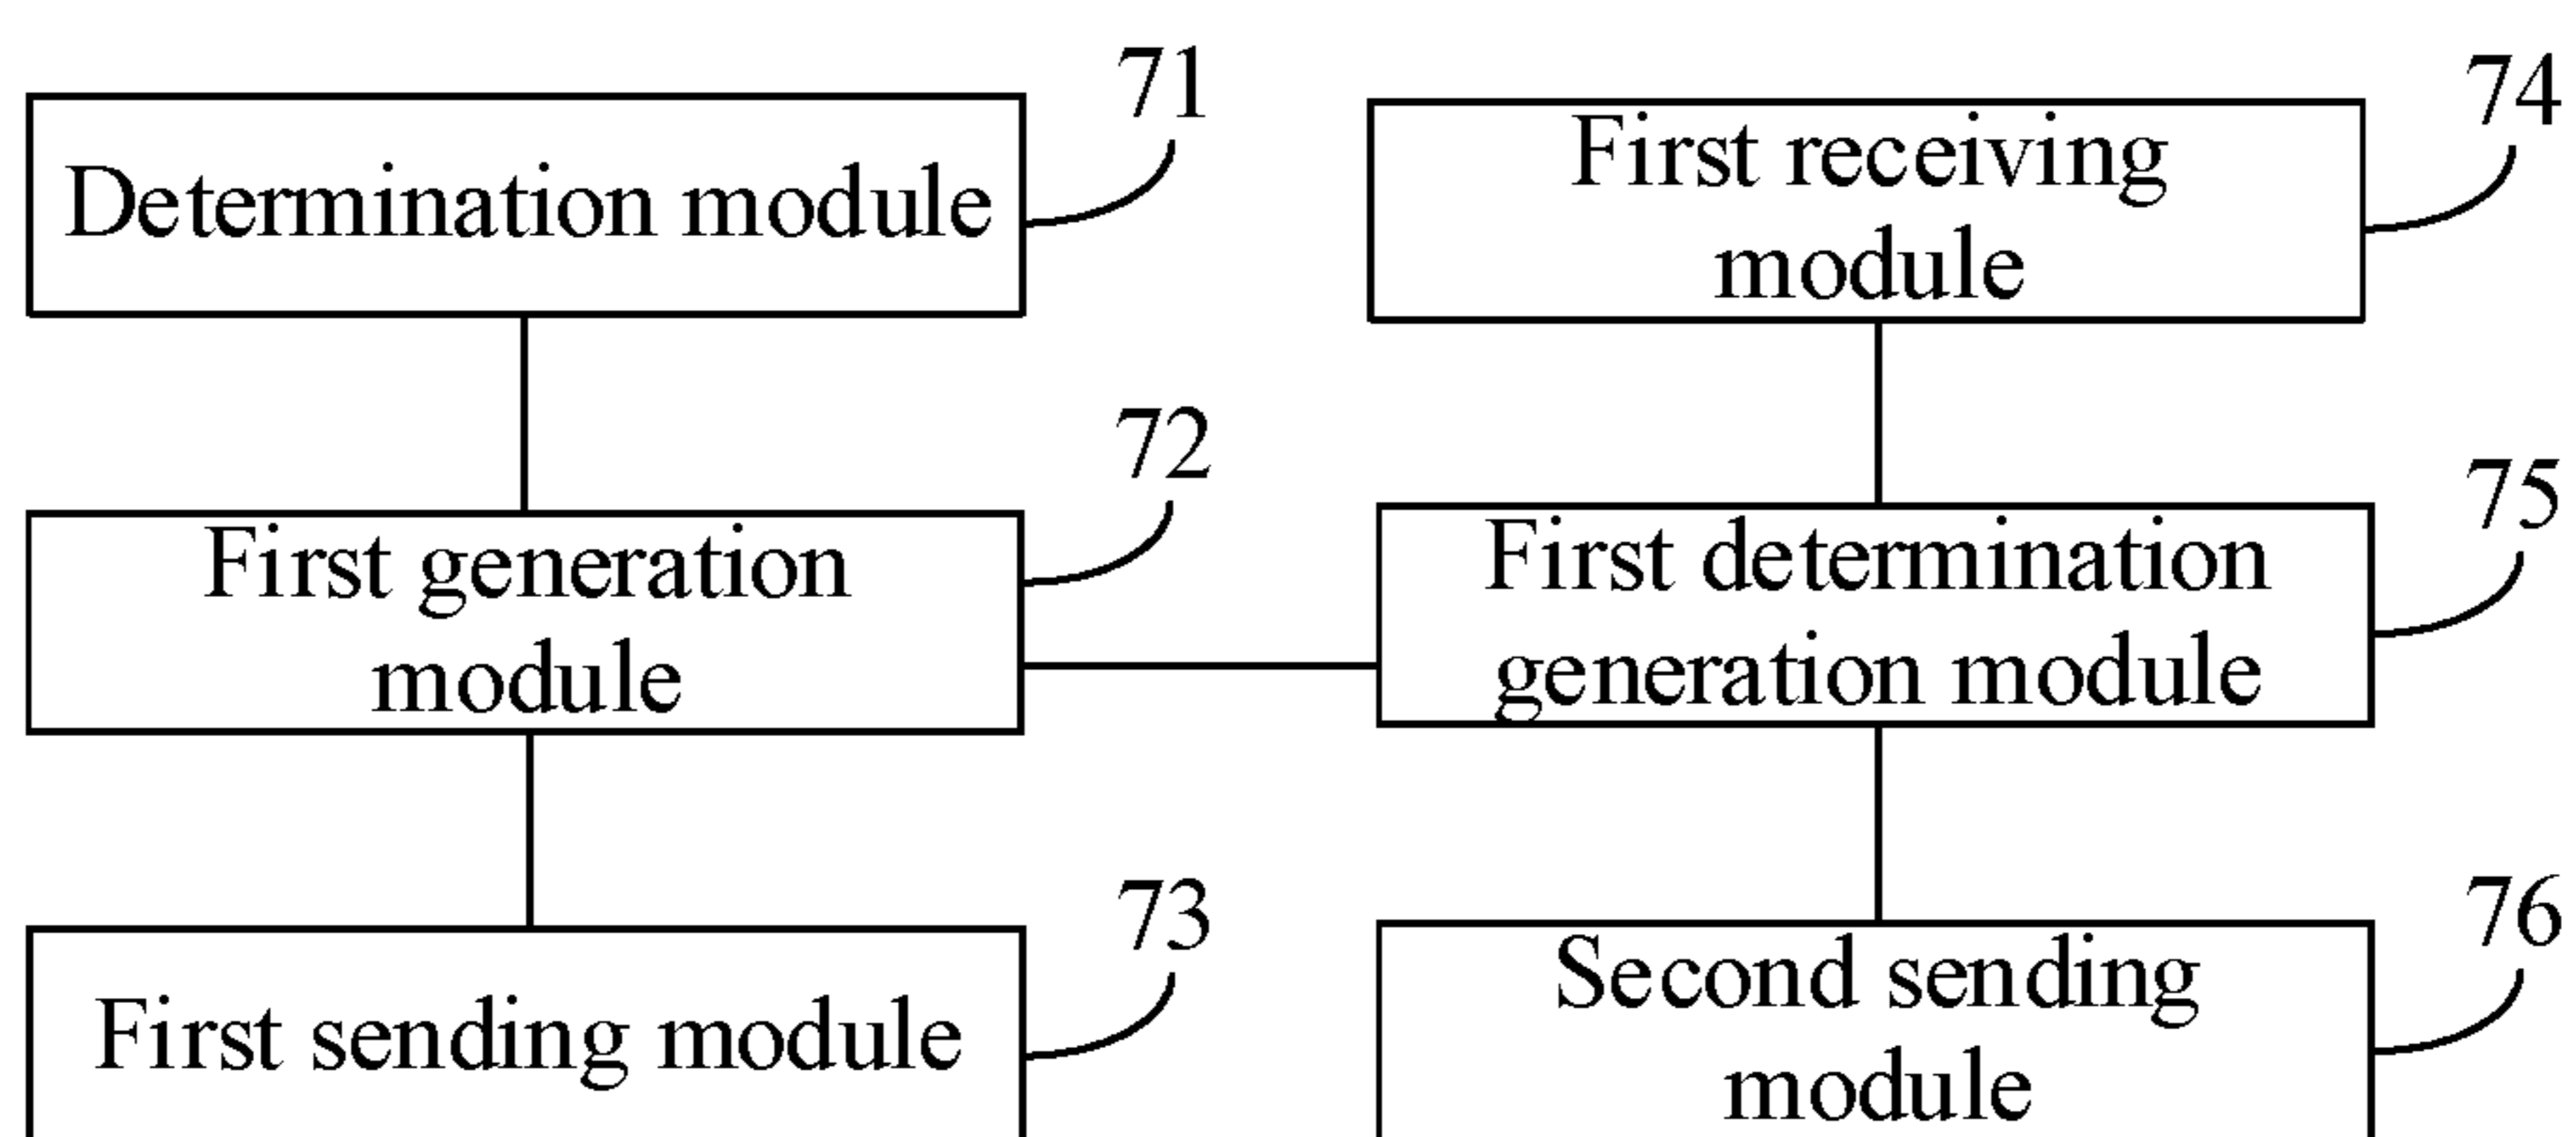 71
Determination module
74
First receiving
module
72
First generation
module
75
First determination
generation module
73
First sending module
76
Second sending
module